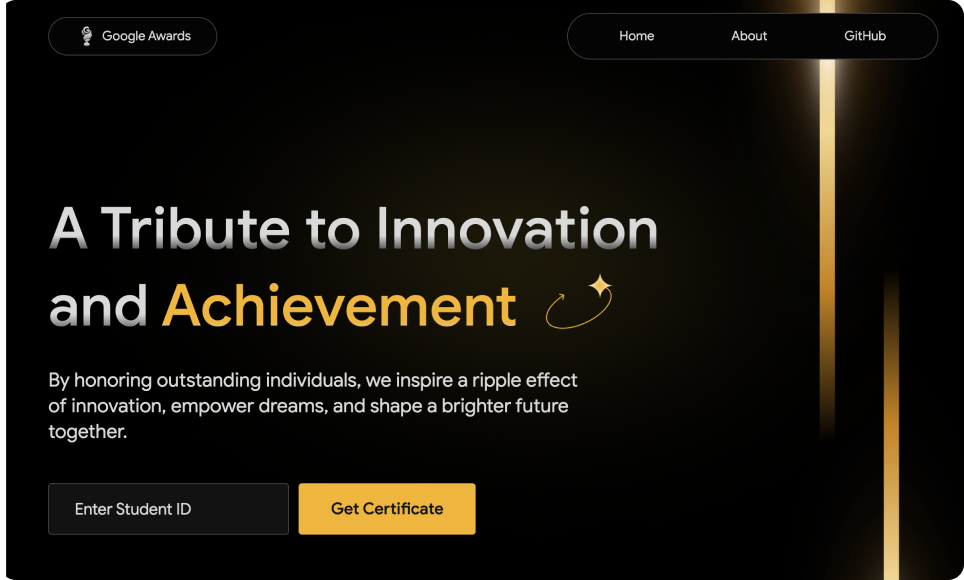 Google Awards
Home About GitHub
A Tribute to Innovation
and Achievement
By honoring outstanding individuals, we inspire a ripple effect
of innovation, empower dreams, and shape a brighter future
together.
Enter Student ID
Get Certificate